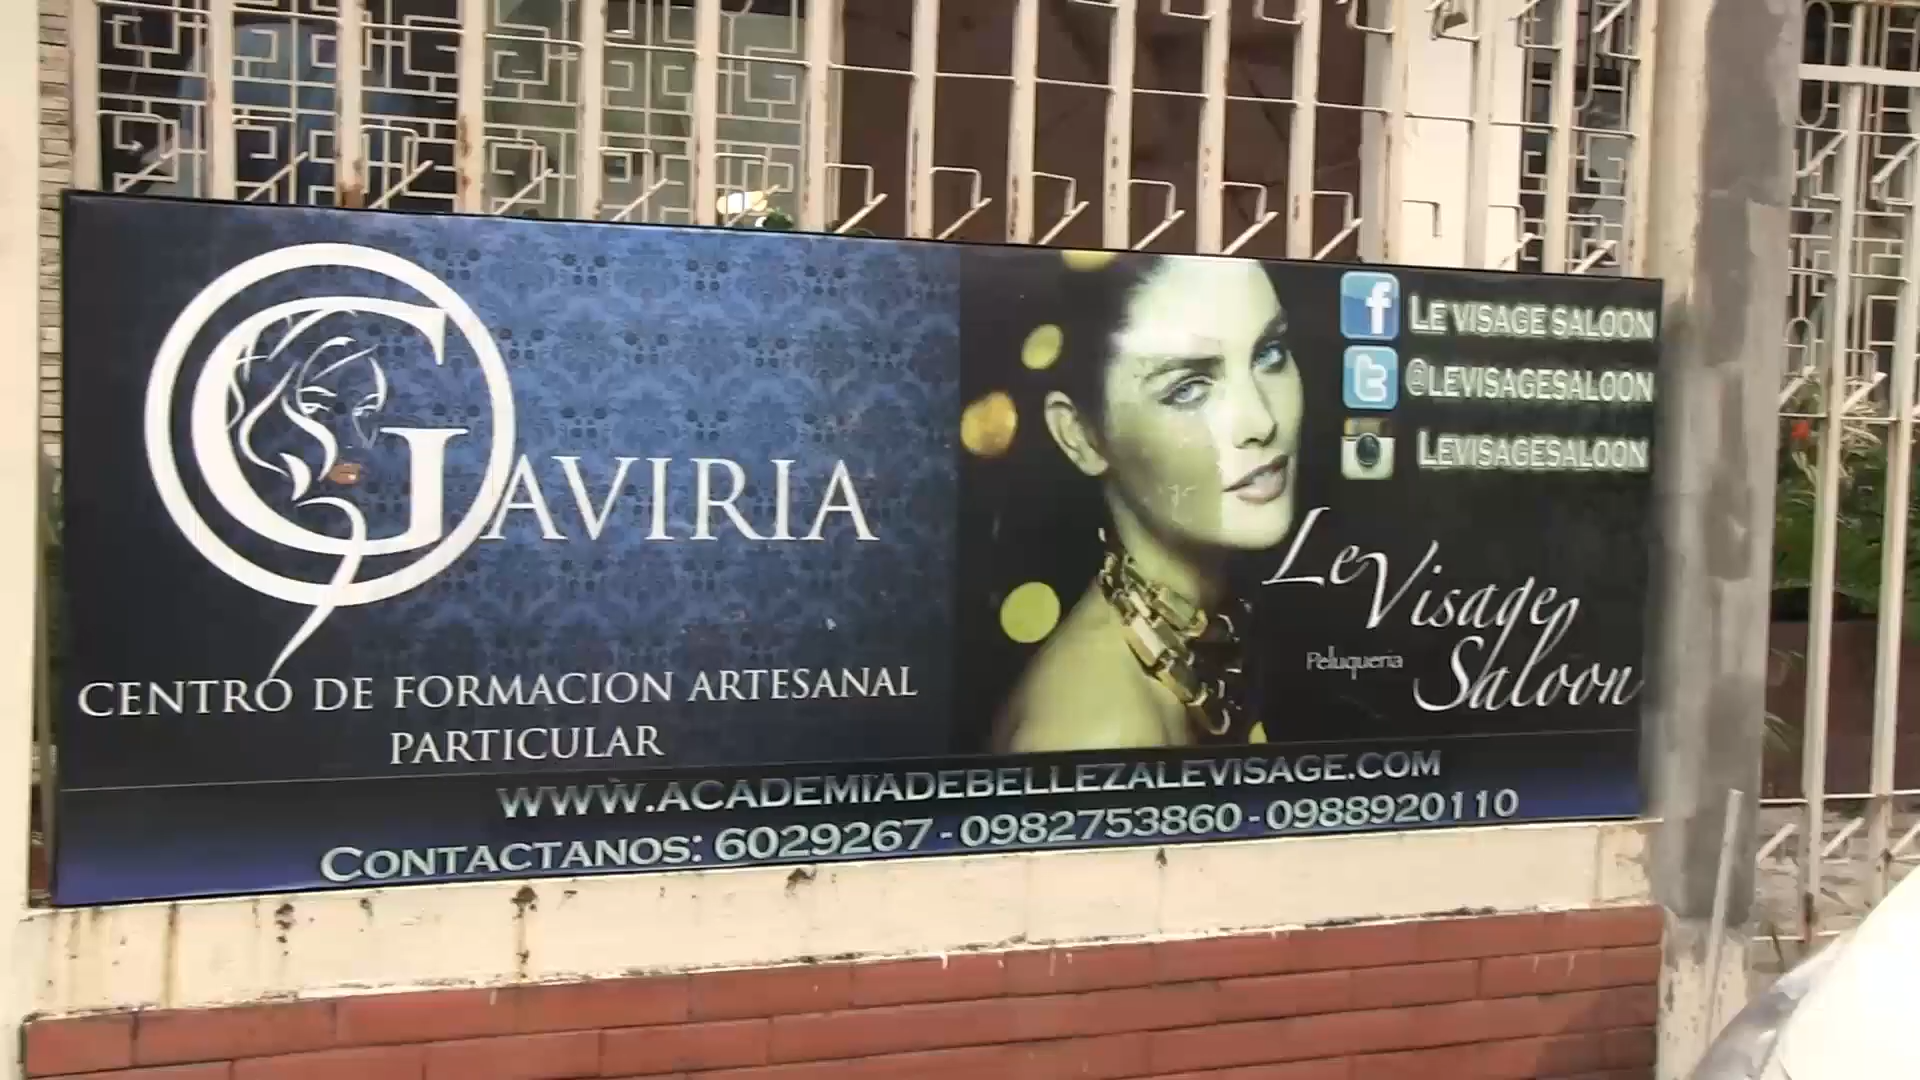 GAVIRIA
CENTRO DE FORMACION ARTESANAL
PARTICULAR
f LE VISAGE SALOON
t @LEVISAGESALOON
LEVISAGESALOON
Le Visage
Peluqueria Saloon
WWW.ACADEMIADEBELLEZALEVISAGE.COM
CONTACTANOS: 6029267 - 0982753860 - 0988920110